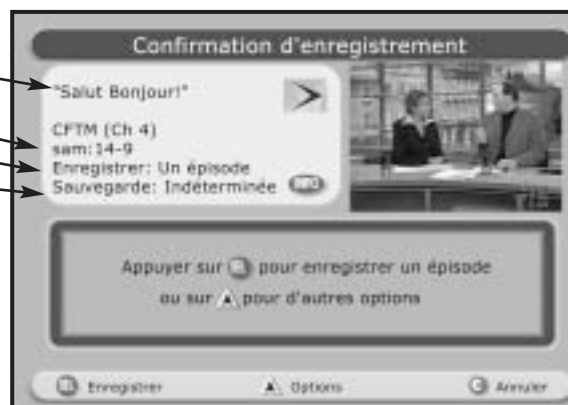 Confirmation d'enregistrement
"Salut Bonjour!"
CFTM (Ch 4)
sam:14-9
Enregistrer: Un épisode
Sauvegarde: Indéterminée
Appuyer sur pour enregistrer un épisode
ou sur A pour d'autres options
Enregistrer A Options C Annuler